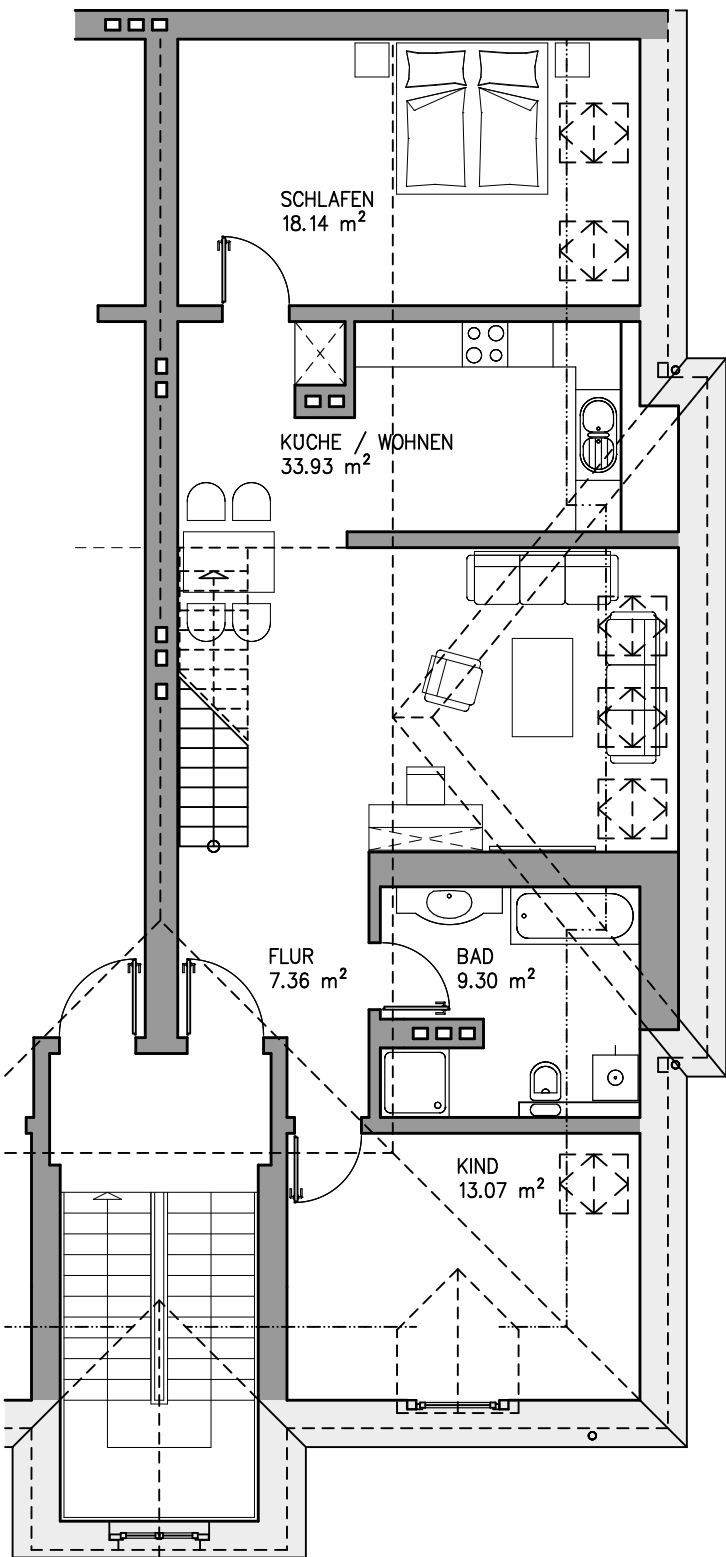 SCHLAFEN
18.14 m²
KÜCHE / WOHNEN
33.93 m²
FLUR
7.36 m²
BAD
9.30 m²
KIND
13.07 m²